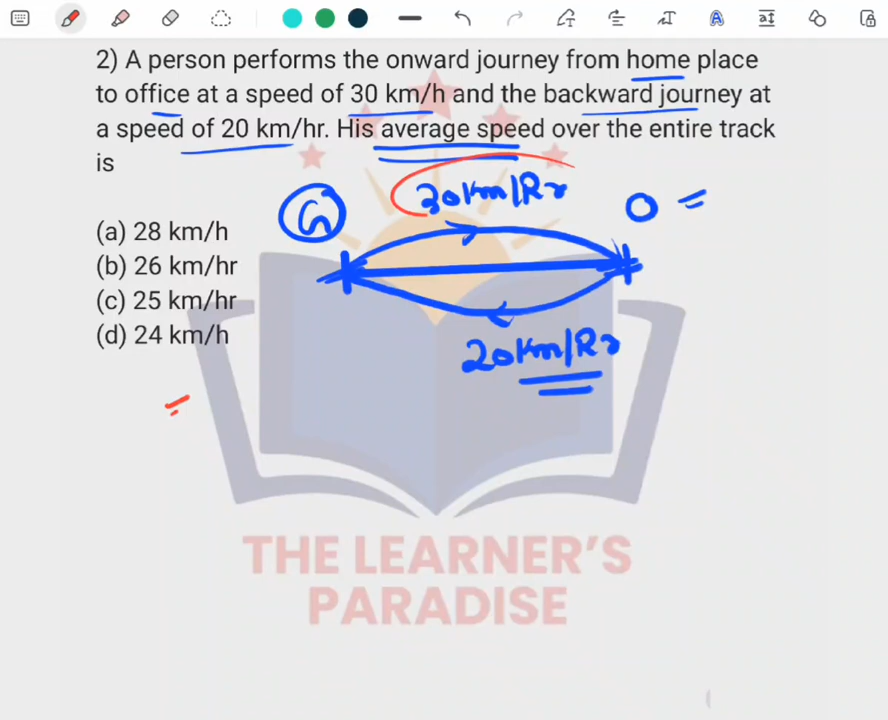 2) A person performs the onward journey from home place
to office at a speed of 30 km/h and the backward journey at
a speed of 20 km/hr. His average speed over the entire track
is
30km/Rr
O =
(a) 28 km/h
(b) 26 km/hr
(c) 25 km/hr
(d) 24 km/h
20km/Rr
THE LEARNER'S
PARADISE